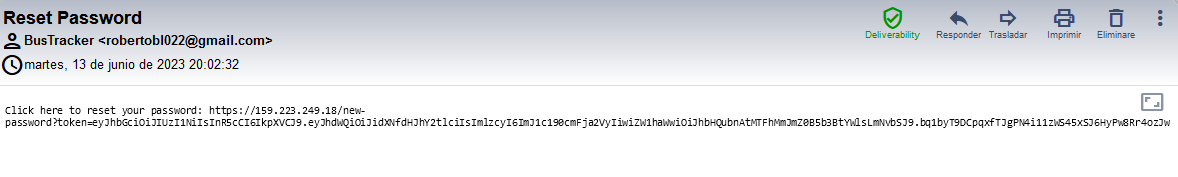 Reset Password
BusTracker <robertobl022@gmail.com>
martes, 13 de junio de 2023 20:02:32
Deliverability
Responder
Trasladar
Imprimir
Eliminare
Click here to reset your password: https://159.223.249.18/new-
password?token=eyJhbGciOiJIUzI1NiIsInR5cCI6IkpXVCJ9.eyJhdWQiOiJidXNfdHJhY2tlciIsImlzcyI6ImJ1c190cmFja2VyIiwiZW1haWwiOiJhbHQubnAtMTFhMmJmZ0B5b3BtYWlsLmNvbSJ9.bq1byT9DCpqxfTJgPN4i11zWS45xSJ6HyPw8Rr4ozJw